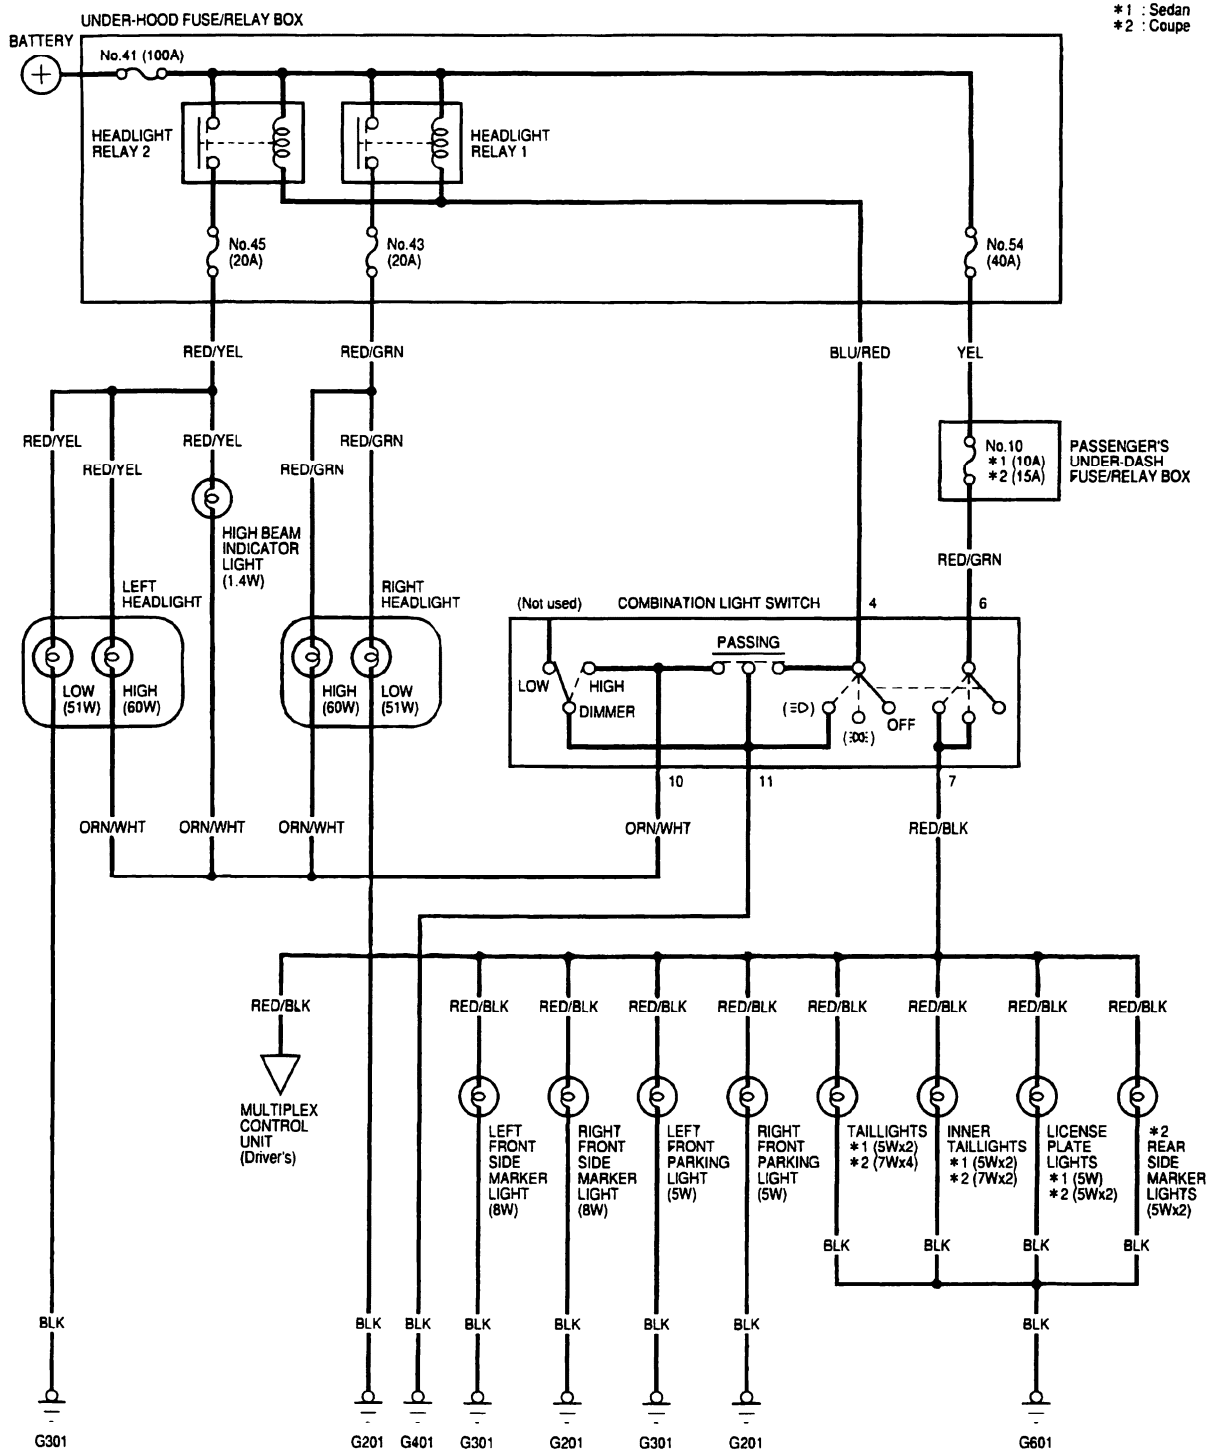 *1 : Sedan
*2 : Coupe
UNDER-HOOD FUSE/RELAY BOX
BATTERY
No.41 (100A)
HEADLIGHT
RELAY 2
HEADLIGHT
RELAY 1
No.45
(20A)
No.43
(20A)
No.54
(40A)
RED/YEL
RED/GRN
BLU/RED
YEL
RED/YEL
RED/YEL
RED/GRN
RED/YEL
RED/GRN
No.10
*1 (10A)
*2 (15A)
PASSENGER'S
UNDER-DASH
FUSE/RELAY BOX
HIGH BEAM
INDICATOR
LIGHT
(1.4W)
RED/GRN
LEFT
HEADLIGHT
RIGHT
HEADLIGHT
(Not used)
COMBINATION LIGHT SWITCH
4
6
PASSING
LOW
HIGH
DIMMER
OFF
LOW
(51W)
HIGH
(60W)
HIGH
(60W)
LOW
(51W)
10
11
7
ORN/WHT
ORN/WHT
ORN/WHT
ORN/WHT
RED/BLK
RED/BLK
RED/BLK
RED/BLK
RED/BLK
RED/BLK
RED/BLK
RED/BLK
RED/BLK
RED/BLK
MULTIPLEX
CONTROL
UNIT
(Driver's)
LEFT
FRONT
SIDE
MARKER
LIGHT
(8W)
RIGHT
FRONT
SIDE
MARKER
LIGHT
(8W)
LEFT
FRONT
PARKING
LIGHT
(5W)
RIGHT
FRONT
PARKING
LIGHT
(5W)
TAILLIGHTS
*1 (5Wx2)
*2 (7Wx4)
INNER
TAILLIGHTS
*1 (5Wx2)
*2 (7Wx2)
LICENSE
PLATE
LIGHTS
*1 (5W)
*2 (5Wx2)
*2
REAR
SIDE
MARKER
LIGHTS
(5Wx2)
BLK
BLK
BLK
BLK
BLK
BLK
BLK
BLK
BLK
BLK
BLK
BLK
G301
G201
G401
G301
G201
G301
G201
G601